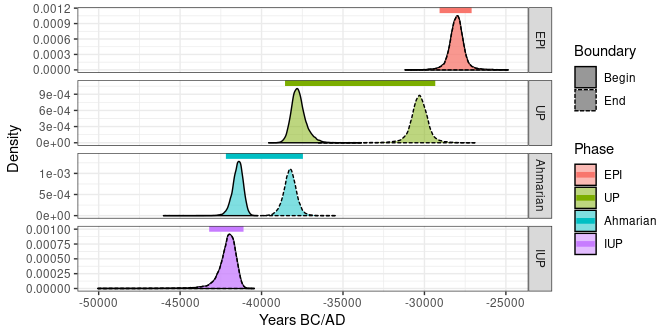 Density
0.0012
0.0009
0.0006
0.0003
0.0000
EPI
9e-04
6e-04
3e-04
0e+00
UP
1e-03
5e-04
0e+00
Ahmarian
0.00100
0.00075
0.00050
0.00025
0.00000
IUP
-50000 -45000 -40000 -35000 -30000 -25000
Years BC/AD
Boundary
Begin
End
Phase
EPI
UP
Ahmarian
IUP